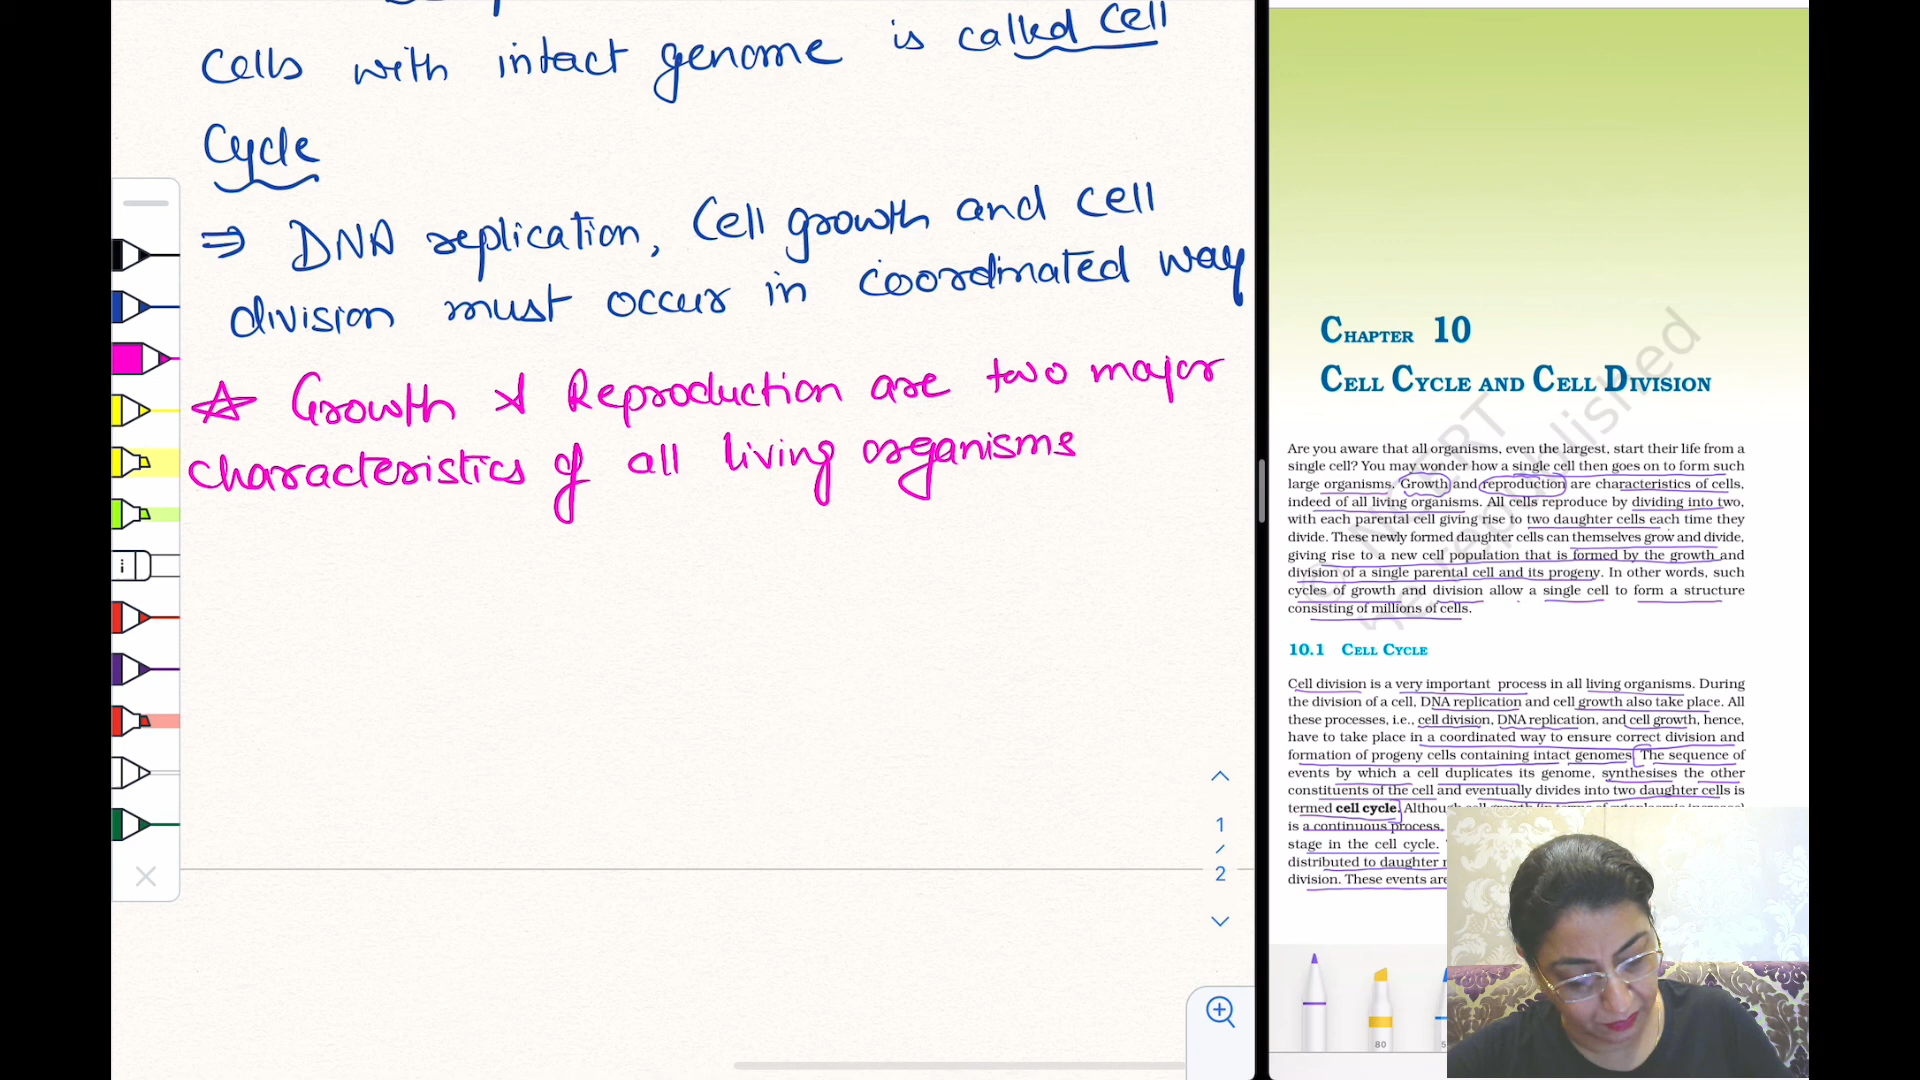 cells with intact genome is called cell
Cycle
⇒ DNA replication, Cell growth and cell
division must occur in coordinated way
☆ Growth & Reproduction are two major
characteristics of all living organisms
1
2
CHAPTER 10
CELL CYCLE AND CELL DIVISION
Are you aware that all organisms, even the largest, start their life from a
single cell? You may wonder how a single cell then goes on to form such
large organisms. Growth and reproduction are characteristics of cells,
indeed of all living organisms. All cells reproduce by dividing into two,
with each parental cell giving rise to two daughter cells each time they
divide. These newly formed daughter cells can themselves grow and divide,
giving rise to a new cell population that is formed by the growth and
division of a single parental cell and its progeny. In other words, such
cycles of growth and division allow a single cell to form a structure
consisting of millions of cells.
10.1 CELL CYCLE
Cell division is a very important process in all living organisms. During
the division of a cell, DNA replication and cell growth also take place. All
these processes, i.e., cell division, DNA replication, and cell growth, hence,
have to take place in a coordinated way to ensure correct division and
formation of progeny cells containing intact genomes. The sequence of
events by which a cell duplicates its genome, synthesises the other
constituents of the cell and eventually divides into two daughter cells is
termed cell cycle. Although cell growth (in terms of cytoplasmic increase)
is a continuous process,
stage in the cell cycle.
distributed to daughter
division. These events are
80